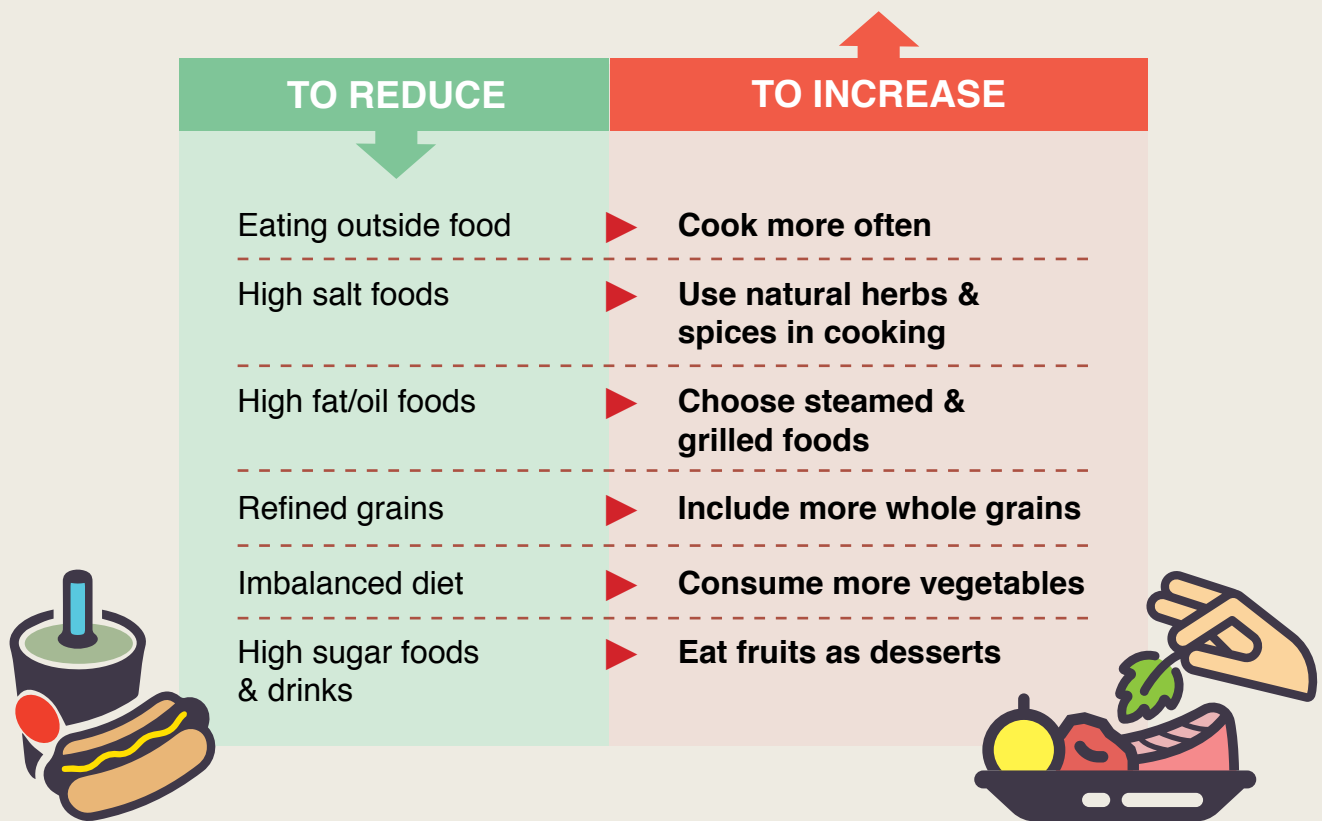 TO REDUCE
TO INCREASE
Eating outside food
Cook more often
High salt foods
Use natural herbs &
spices in cooking
High fat/oil foods
Choose steamed &
grilled foods
Refined grains
Include more whole grains
Imbalanced diet
Consume more vegetables
High sugar foods
& drinks
Eat fruits as desserts